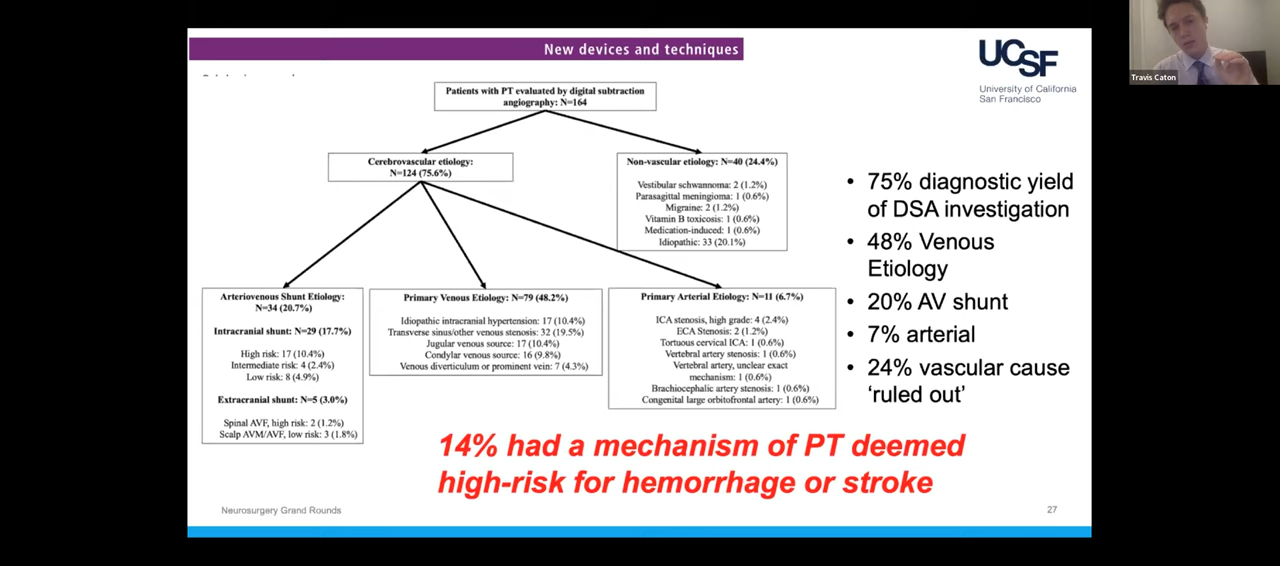 New devices and techniques
UCSF
University of California
San Francisco
Travis Caton
Patients with PT evaluated by digital subtraction
angiography: N=164
Cerebrovascular etiology:
N=124 (75.6%)
Non-vascular etiology: N=40 (24.4%)
Vestibular schwannoma: 2 (1.2%)
Parasagittal meningioma: 1 (0.6%)
Migraine: 2 (1.2%)
Vitamin B toxicosis: 1 (0.6%)
Medication-induced: 1 (0.6%)
Idiopathic: 33 (20.1%)
Arteriovenous Shunt Etiology:
N=34 (20.7%)
Intracranial shunt: N=29 (17.7%)
High risk: 17 (10.4%)
Intermediate risk: 4 (2.4%)
Low risk: 8 (4.9%)
Extracranial shunt: N=5 (3.0%)
Spinal AVF, high risk: 2 (1.2%)
Scalp AVM/AVF, low risk: 3 (1.8%)
Primary Venous Etiology: N=79 (48.2%)
Idiopathic intracranial hypertension: 17 (10.4%)
Transverse sinus/other venous stenosis: 32 (19.5%)
Jugular venous source: 17 (10.4%)
Condylar venous source: 16 (9.8%)
Venous diverticulum or prominent vein: 7 (4.3%)
Primary Arterial Etiology: N=11 (6.7%)
ICA stenosis, high grade: 4 (2.4%)
ECA Stenosis: 2 (1.2%)
Tortuous cervical ICA: 1 (0.6%)
Vertebral artery stenosis: 1 (0.6%)
Vertebral artery, unclear exact
mechanism: 1 (0.6%)
Brachiocephalic artery stenosis: 1 (0.6%)
Congenital large orbitofrontal artery: 1 (0.6%)
• 75% diagnostic yield
of DSA investigation
• 48% Venous
Etiology
• 20% AV shunt
• 7% arterial
• 24% vascular cause
‘ruled out’
14% had a mechanism of PT deemed
high-risk for hemorrhage or stroke
Neurosurgery Grand Rounds
27